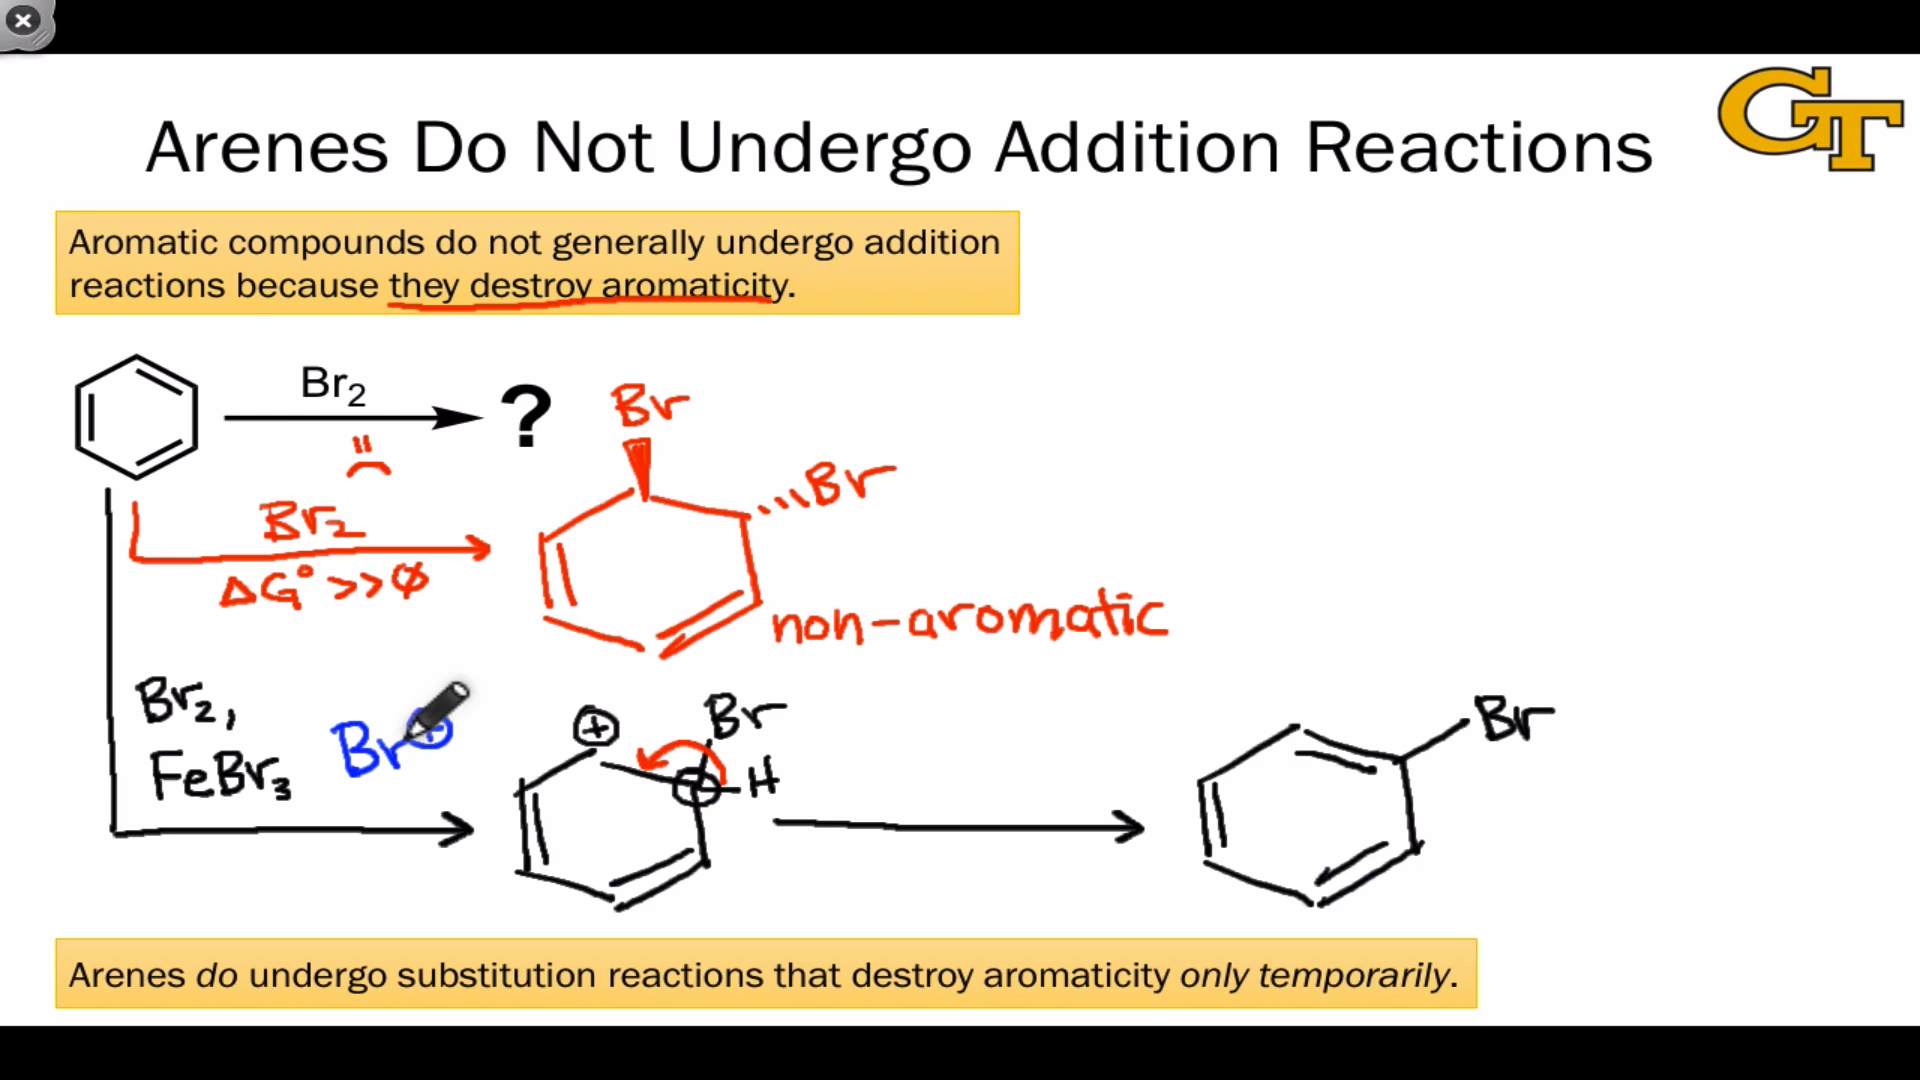 Arenes Do Not Undergo Addition Reactions
GT
Aromatic compounds do not generally undergo addition
reactions because they destroy aromaticity.
Br2
?
Br
Br
Br2
ΔG° >> 0
non-aromatic
Br2,
FeBr3
Br+
+
Br
H
Br
Arenes do undergo substitution reactions that destroy aromaticity only temporarily.